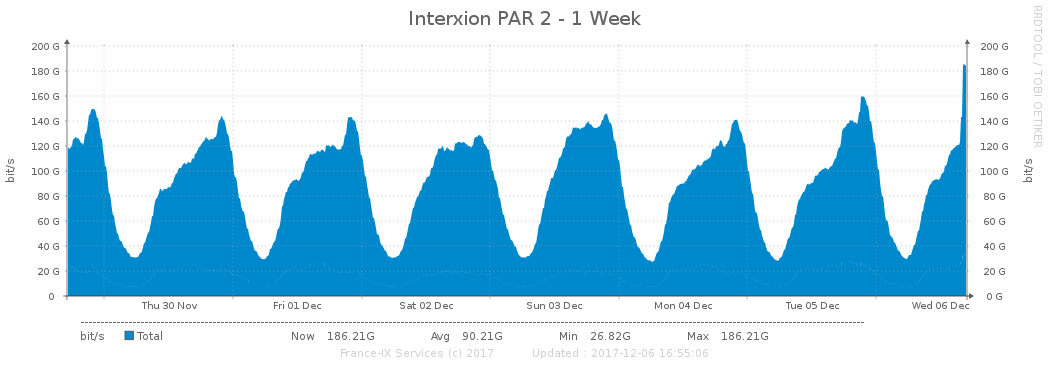 Interxion PAR 2 - 1 Week
RRDTOOL / TOBI OETIKER
200 G 200 G
180 G 180 G
160 G 160 G
140 G 140 G
120 G 120 G
100 G 100 G
80 G 80 G
60 G 60 G
40 G 40 G
20 G 20 G
0 0 G
bit/s
bit/s
Thu 30 Nov Fri 01 Dec Sat 02 Dec Sun 03 Dec Mon 04 Dec Tue 05 Dec Wed 06 Dec
bit/s Total Now 186.21G Avg 90.21G Min 26.82G Max 186.21G
France-IX Services (c) 2017 Updated : 2017-12-06 16:55:06